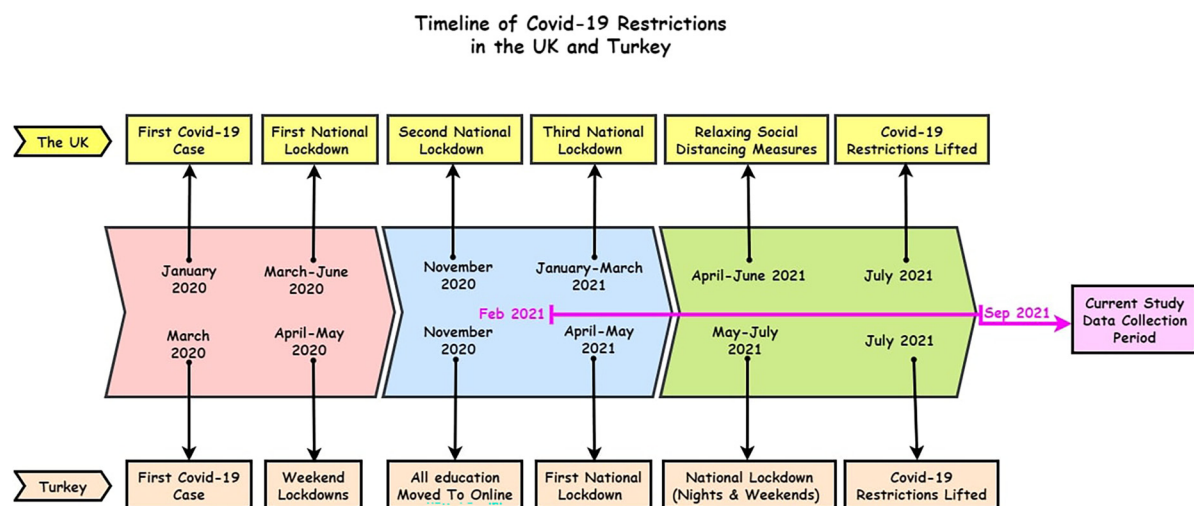 Timeline of Covid-19 Restrictions
in the UK and Turkey
The UK
First Covid-19
Case
First National
Lockdown
Second National
Lockdown
Third National
Lockdown
Relaxing Social
Distancing Measures
Covid-19
Restrictions Lifted
January
2020
March-June
2020
November
2020
January-March
2021
April-June 2021
July 2021
Feb 2021
Sep 2021
Current Study
Data Collection
Period
March
2020
April-May
2020
November
2020
April-May
2021
May-July
2021
July 2021
Turkey
First Covid-19
Case
Weekend
Lockdowns
All education
Moved To Online
First National
Lockdown
National Lockdown
(Nights & Weekends)
Covid-19
Restrictions Lifted